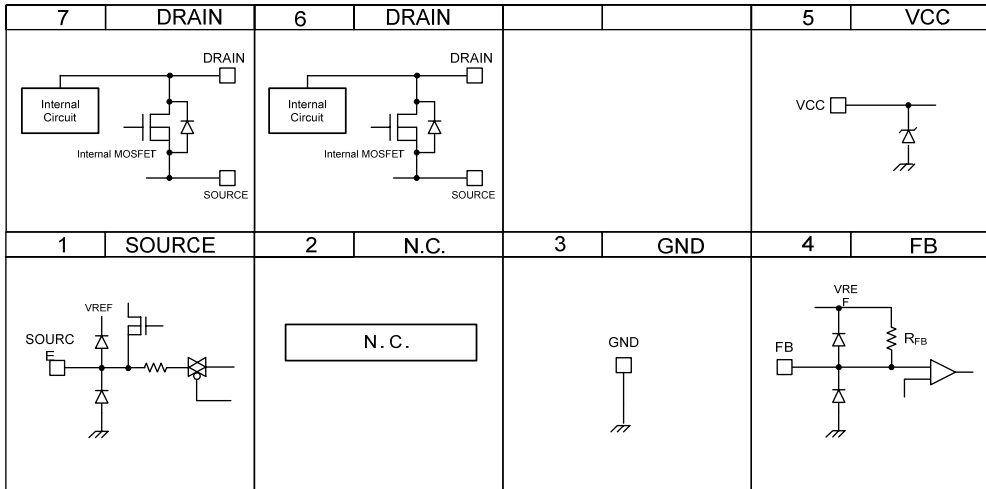 7 DRAIN 6 DRAIN 5 VCC
DRAIN
Internal
Circuit
Internal MOSFET
SOURCE
DRAIN
Internal
Circuit
Internal MOSFET
SOURCE
VCC
1 SOURCE 2 N.C. 3 GND 4 FB
VREF
SOURC
E
N.C.
GND
VRE
F
RFB
FB